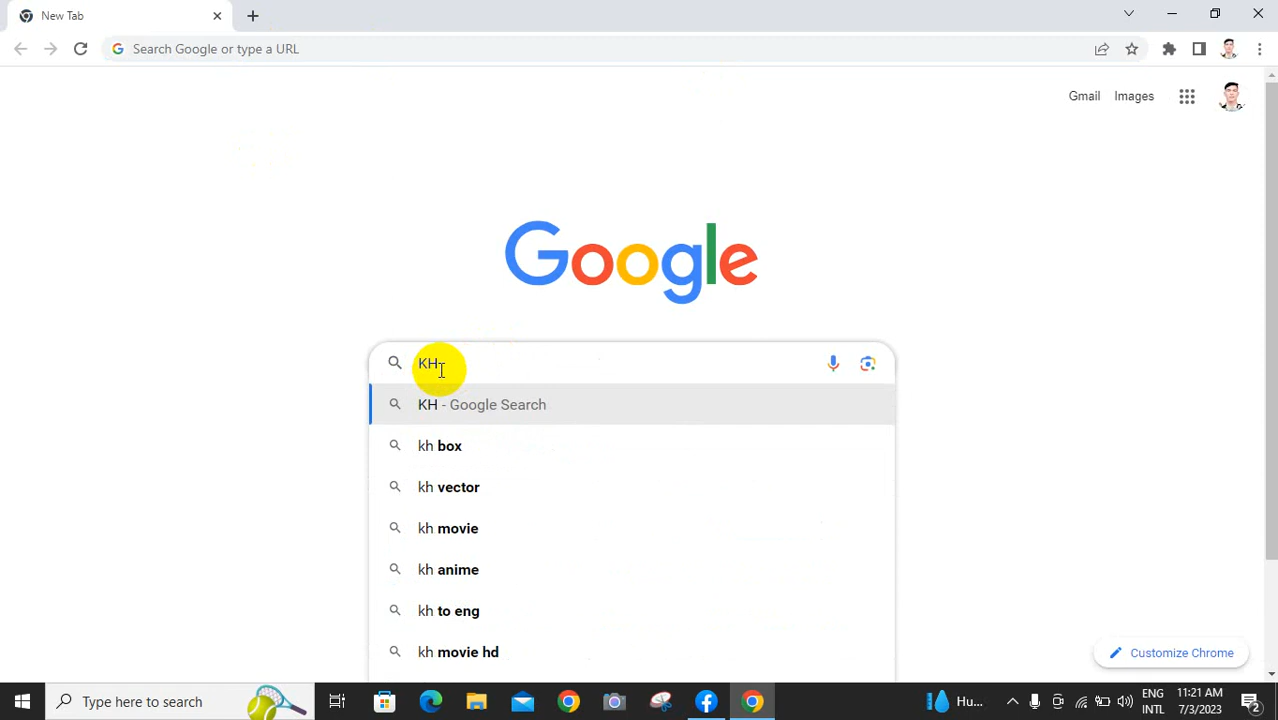 New Tab
Search Google or type a URL
Gmail Images
Google
KH
KH - Google Search
kh box
kh vector
kh movie
kh anime
kh to eng
kh movie hd
Customize Chrome
Type here to search
Hu...
ENG
INTL
11:21 AM
7/3/2023
2